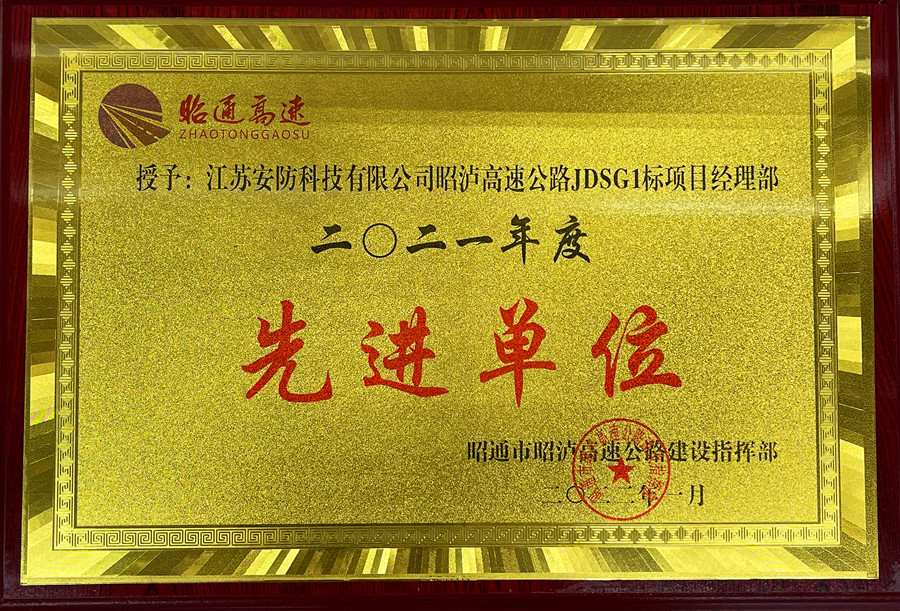 昭通高速
ZHAOTONGGAOSU
授予：江苏安防科技有限公司昭泸高速公路JDSG1标项目经理部
二〇二一年度
先进单位
昭通市昭泸高速公路建设指挥部
二〇二二年一月